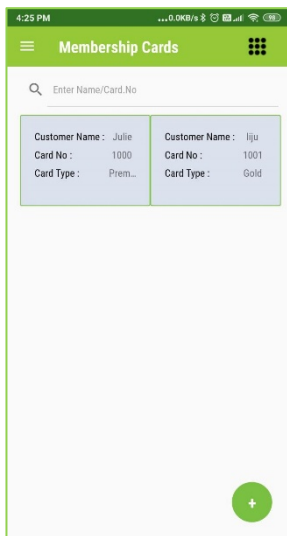 4:25 PM ...0.0KB/s 98
Membership Cards
Enter Name/Card.No
Customer Name : Julie
Card No : 1000
Card Type : Prem...
Customer Name : liju
Card No : 1001
Card Type : Gold
+